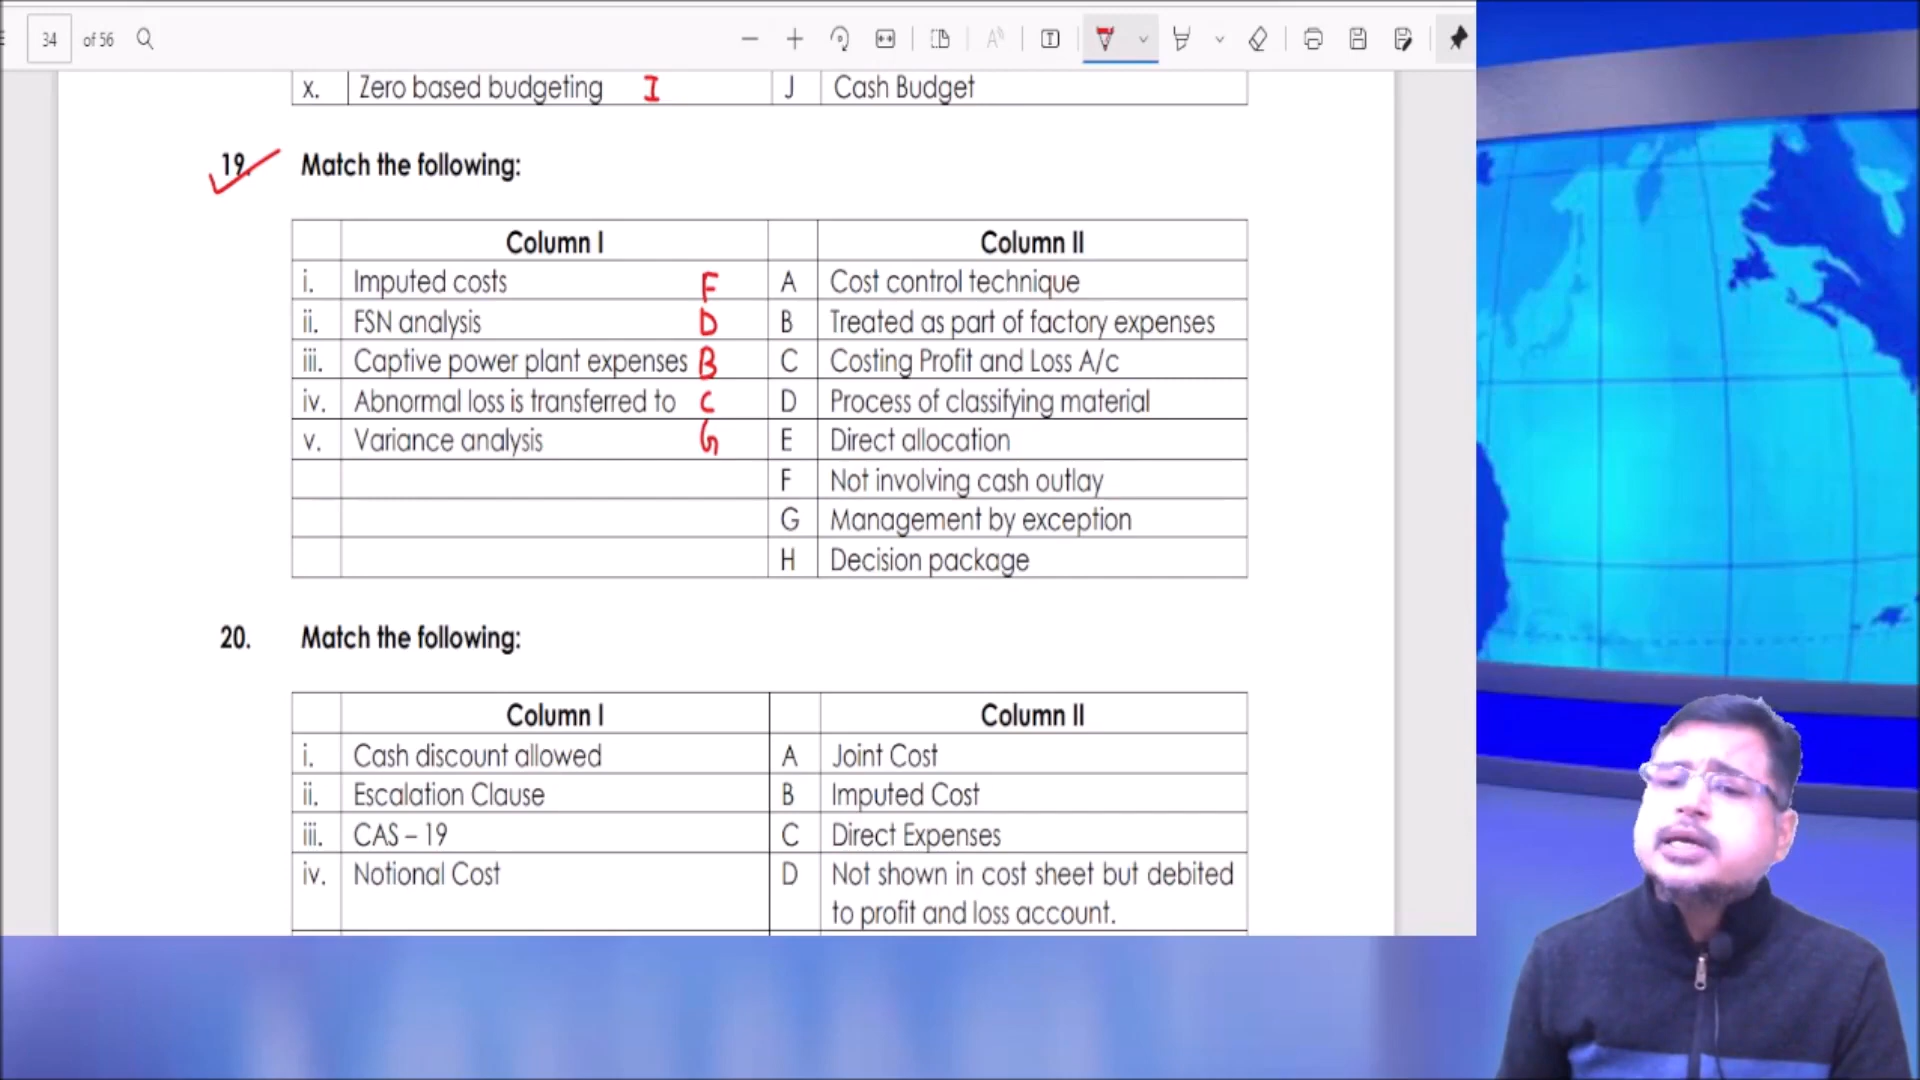 34 of 56
x. Zero based budgeting I J Cash Budget
19. Match the following:
Column I Column II
i. Imputed costs F A Cost control technique
ii. FSN analysis D B Treated as part of factory expenses
iii. Captive power plant expenses B C Costing Profit and Loss A/c
iv. Abnormal loss is transferred to C D Process of classifying material
v. Variance analysis G E Direct allocation
F Not involving cash outlay
G Management by exception
H Decision package
20. Match the following:
Column I Column II
i. Cash discount allowed A Joint Cost
ii. Escalation Clause B Imputed Cost
iii. CAS – 19 C Direct Expenses
iv. Notional Cost D Not shown in cost sheet but debited
to profit and loss account.